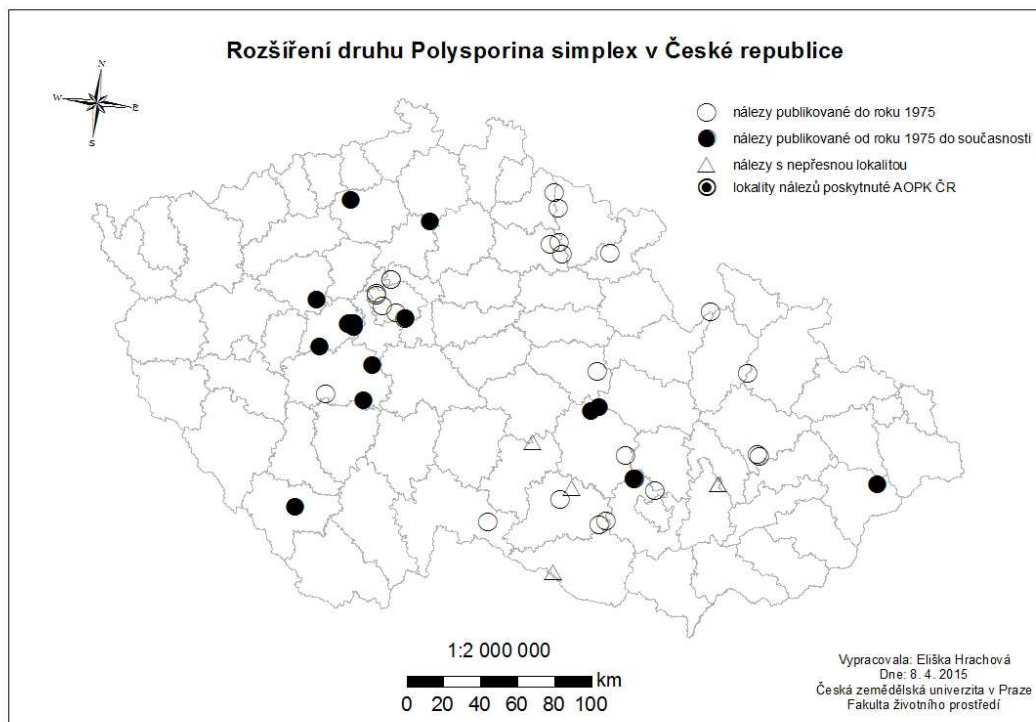 Rozšíření druhu Polysporina simplex v České republice
N
W
E
S
nálezy publikované do roku 1975
nálezy publikované od roku 1975 do současnosti
nálezy s nepřesnou lokalitou
lokality nálezů poskytnuté AOPK ČR
1:2 000 000
km
0 20 40 60 80 100
Vypracovala: Eliška Hrachová
Dne: 8. 4. 2015
Česká zemědělská univerzita v Praze
Fakulta životního prostředí